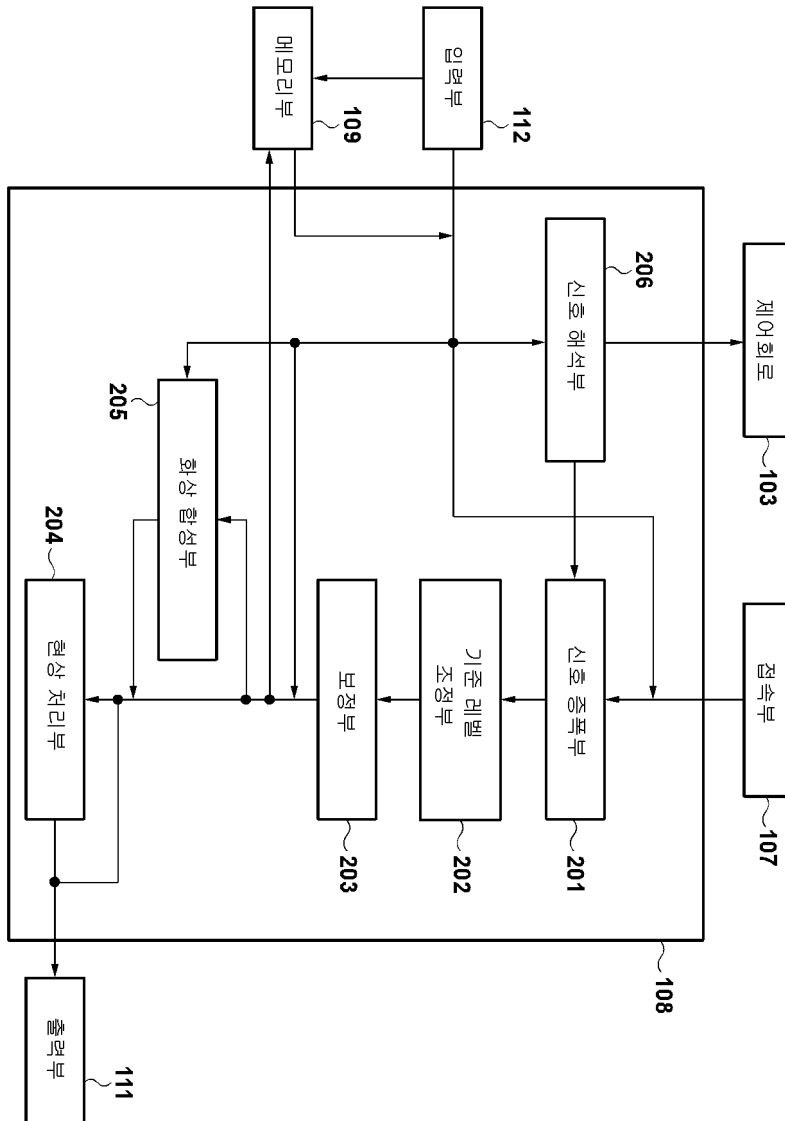 제어회로
103
접속부
107
108
신호 해석부
206
신호 증폭부
201
입력부
112
기준 레벨
조정부
202
보정부
203
메모리부
109
화상 합성부
205
현상 처리부
204
출력부
111